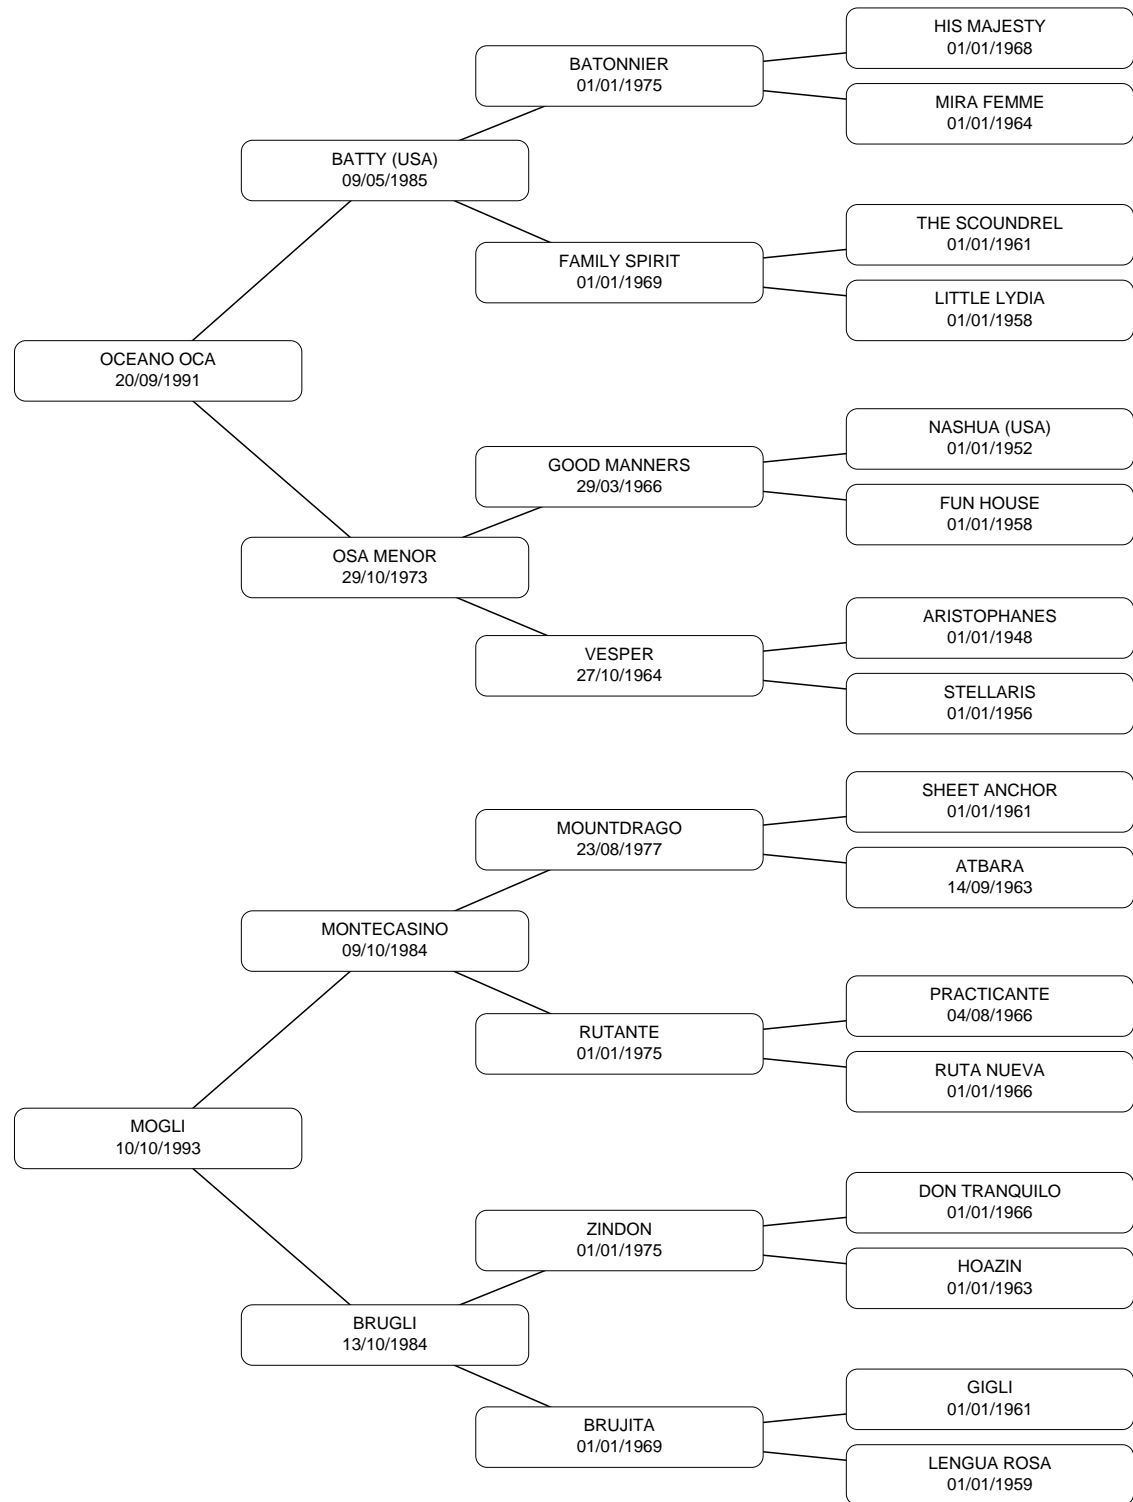 HIS MAJESTY
01/01/1968
BATONNIER
01/01/1975
MIRA FEMME
01/01/1964
BATTY (USA)
09/05/1985
THE SCOUNDREL
01/01/1961
FAMILY SPIRIT
01/01/1969
LITTLE LYDIA
01/01/1958
OCEANO OCA
20/09/1991
NASHUA (USA)
01/01/1952
GOOD MANNERS
29/03/1966
FUN HOUSE
01/01/1958
OSA MENOR
29/10/1973
ARISTOPHANES
01/01/1948
VESPER
27/10/1964
STELLARIS
01/01/1956
SHEET ANCHOR
01/01/1961
MOUNTDRAGO
23/08/1977
ATBARA
14/09/1963
MONTECASINO
09/10/1984
PRACTICANTE
04/08/1966
RUTANTE
01/01/1975
RUTA NUEVA
01/01/1966
MOGLI
10/10/1993
DON TRANQUILO
01/01/1966
ZINDON
01/01/1975
HOAZIN
01/01/1963
BRUGLI
13/10/1984
GIGLI
01/01/1961
BRUJITA
01/01/1969
LENGUA ROSA
01/01/1959